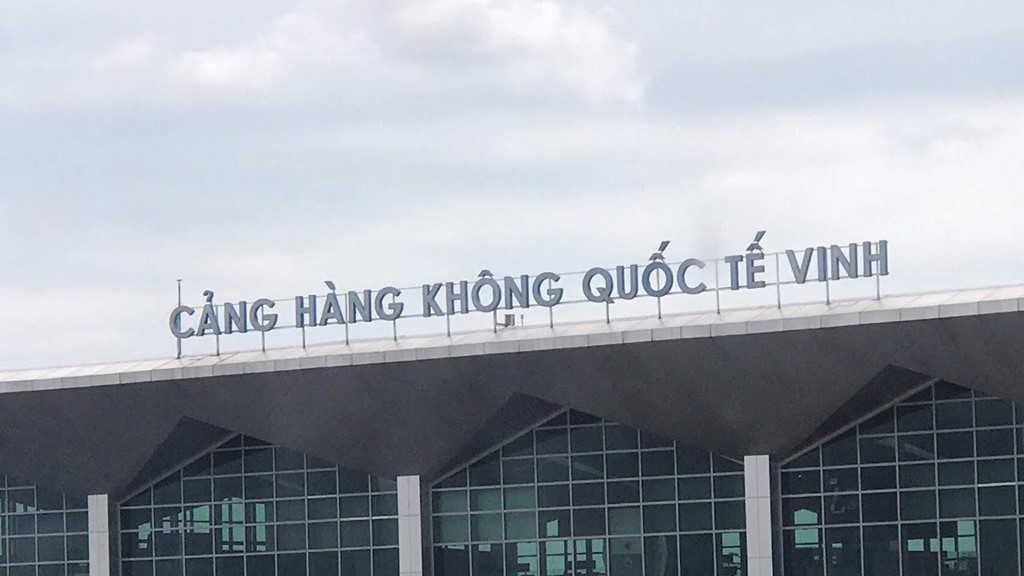 CẢNG HÀNG KHÔNG QUỐC TẾ VINH